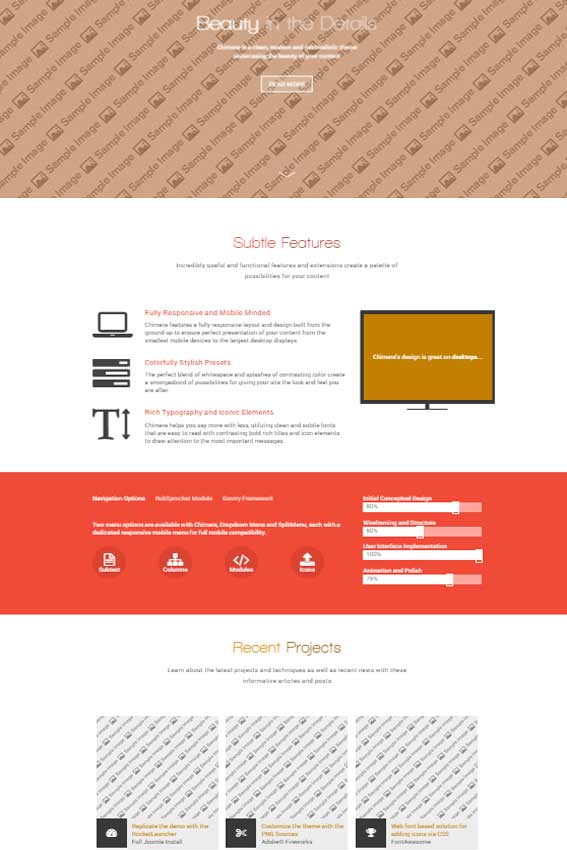 Beauty in the Details
Chimera is a clean, modern and minimalistic theme
showcasing the beauty of your content
READ MORE
Subtle Features
Incredibly useful and functional features and extensions create a palette of
possibilities for your content
Fully Responsive and Mobile Minded
Chimera features a fully responsive layout and design built from the
ground up to ensure perfect presentation of your content from the
smallest mobile devices to the largest desktop displays.
Colorfully Stylish Presets
The perfect blend of whitespace and splashes of contrasting color create
a smorgasbord of possibilities for giving your site the look and feel you
are after.
Rich Typography and Iconic Elements
Chimera helps you say more with less, utilizing clean and subtle fonts
that are easy to read with contrasting bold rich titles and icon elements
to draw attention to the most important messages.
Chimera's design is great on desktops...
Navigation Options
RokSprocket Module
Gantry Framework
Two menu options are available with Chimera, Dropdown Menu and SplitMenu, each with a
dedicated responsive mobile menu for full mobile compatibility.
Subtext
Columns
Modules
Icons
Initial Conceptual Design
80%
Wireframing and Structure
50%
User Interface Implementation
100%
Animation and Polish
75%
Recent Projects
Learn about the latest projects and techniques as well as recent news with these
informative articles and posts
Sample Image
Sample Image
Sample Image
Replicate the demo with the
RocketLauncher
Full Joomla Install
Customize the theme with the
PNG Sources
Adobe® Fireworks
Web font based solution for
adding icons via CSS
FontAwesome